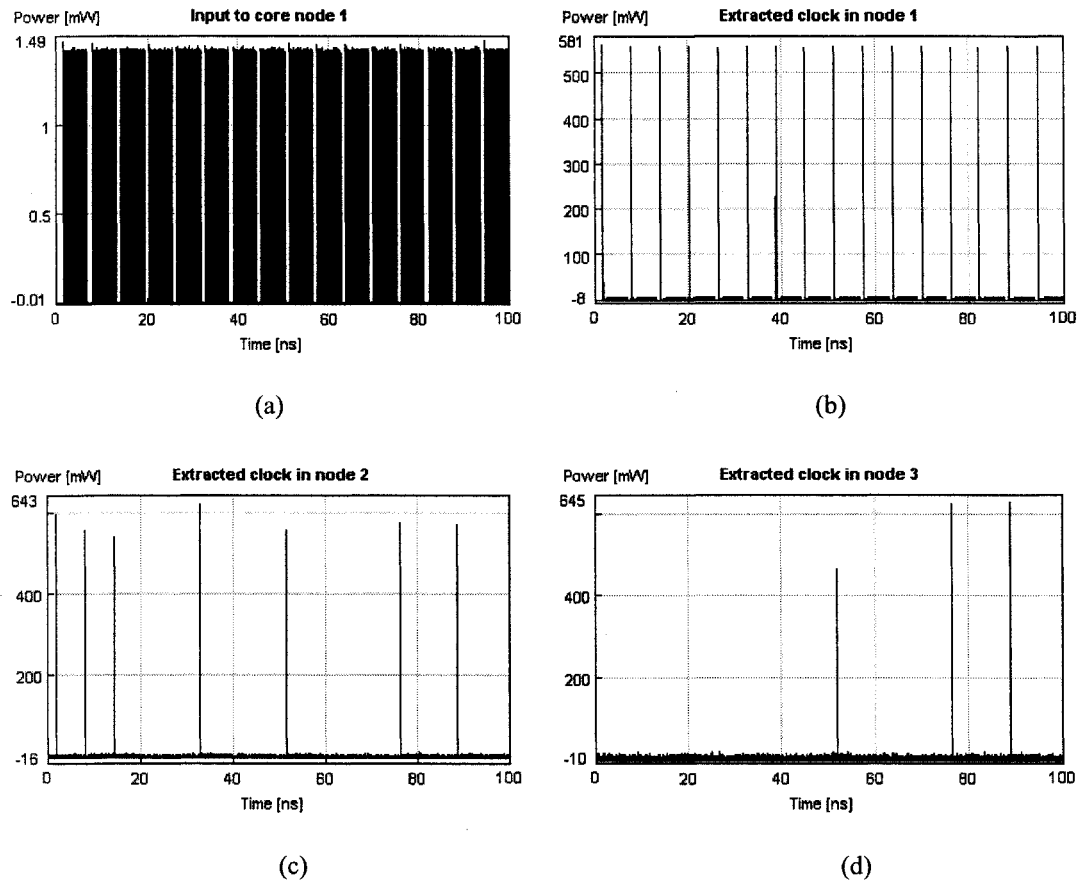 Power [mW] Input to core node 1
1.49
1
0.5
-0.01
0 20 40 60 80 100
Time [ns]
(a)
Power [mW] Extracted clock in node 1
581
500
400
300
200
100
-8
0 20 40 60 80 100
Time [ns]
(b)
Power [mW] Extracted clock in node 2
643
400
200
-16
0 20 40 60 80 100
Time [ns]
(c)
Power [mW] Extracted clock in node 3
645
400
200
-10
0 20 40 60 80 100
Time [ns]
(d)